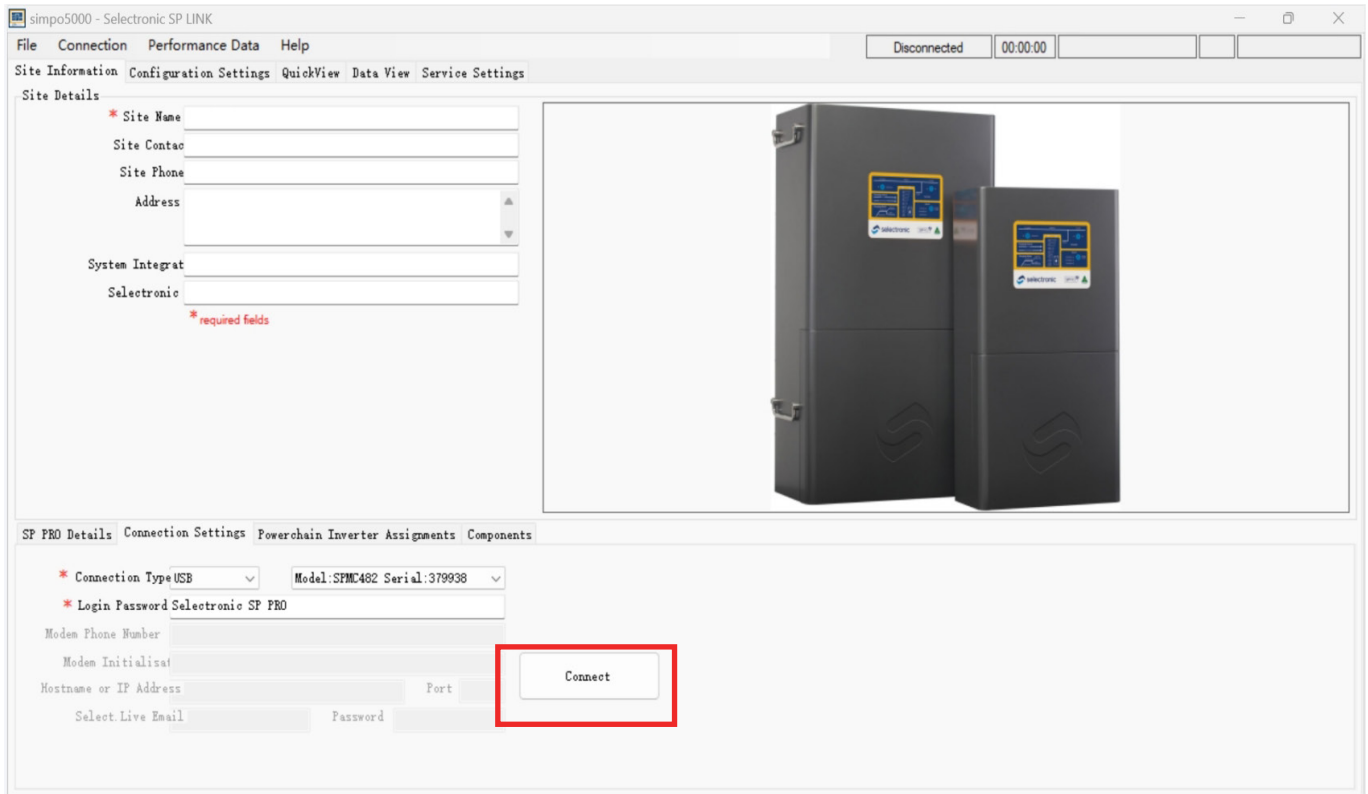 simpo5000 - Selectronic SP LINK
File Connection Performance Data Help
Disconnected 00:00:00
Site Information Configuration Settings QuickView Data View Service Settings
Site Details
* Site Name
Site Contac
Site Phone
Address
System Integrat
Selectronic
* required fields
selectronic
selectronic
SP PRO Details Connection Settings Powerchain Inverter Assignments Components
* Connection Type USB Model:SPMC482 Serial:379938
* Login Password Selectronic SP PRO
Modem Phone Number
Modem Initialisat
Connect
Hostname or IP Address Port
Select.Live Email Password